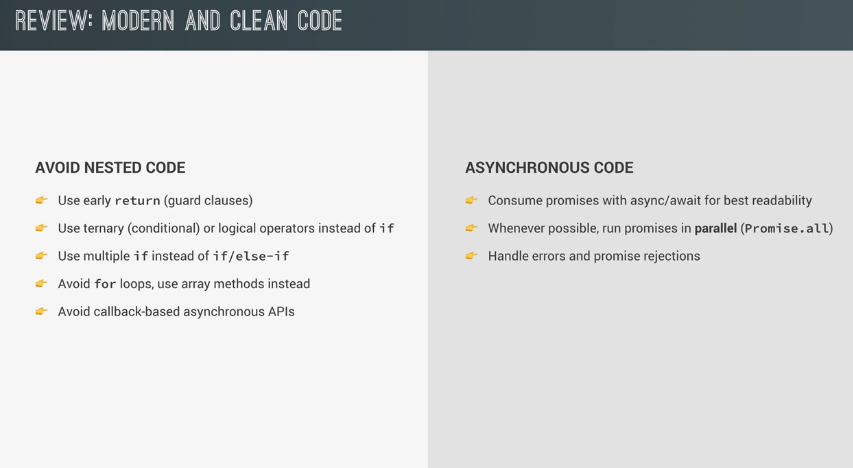 REVIEW: MODERN AND CLEAN CODE
AVOID NESTED CODE
👉 Use early return (guard clauses)
👉 Use ternary (conditional) or logical operators instead of if
👉 Use multiple if instead of if/else-if
👉 Avoid for loops, use array methods instead
👉 Avoid callback-based asynchronous APIs
ASYNCHRONOUS CODE
👉 Consume promises with async/await for best readability
👉 Whenever possible, run promises in parallel (Promise.all)
👉 Handle errors and promise rejections